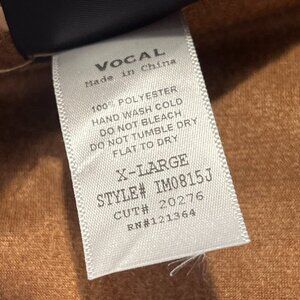 VOCAL
Made in China
100% POLYESTER
HAND WASH COLD
DO NOT BLEACH
DO NOT TUMBLE DRY
FLAT TO DRY
X-LARGE
STYLE# IM0815J
CUT# 20276
RN#121364